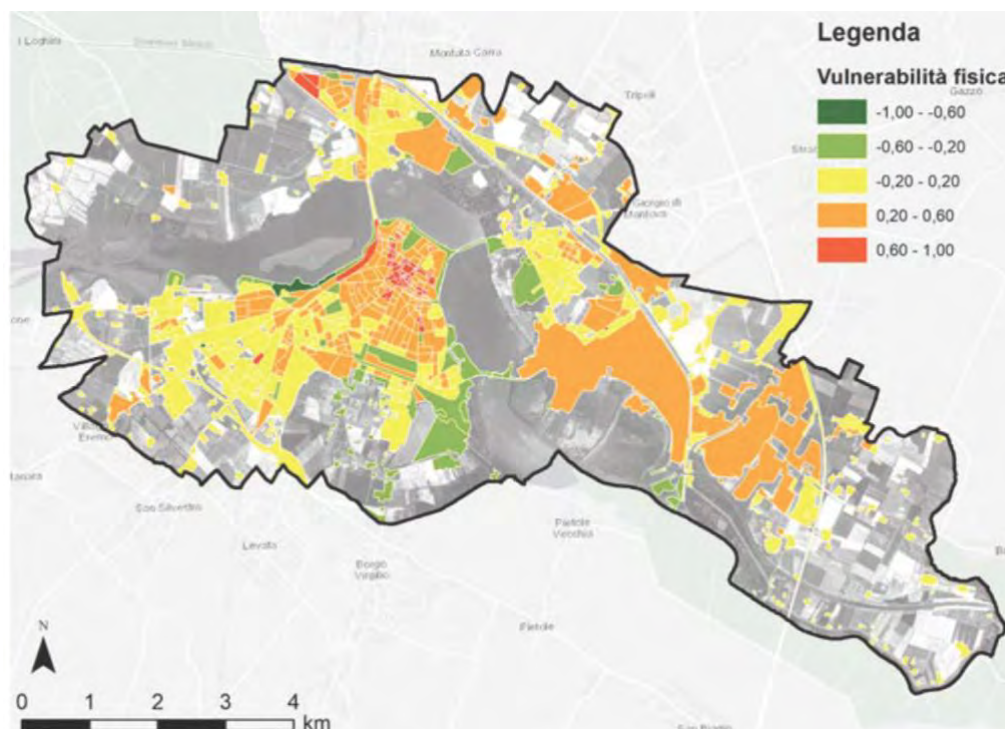 Legenda
Vulnerabilità fisica
-1,00 - -0,60
-0,60 - -0,20
-0,20 - 0,20
0,20 - 0,60
0,60 - 1,00
I Loghini
Montata Carra
Tripoli
Gazzo
Giorgio di
Mantova
Eremo
San Silvestro
Levata
Borgo
Virgilio
Pietole
Vecchia
Pietole
N
0 1 2 3 4
km